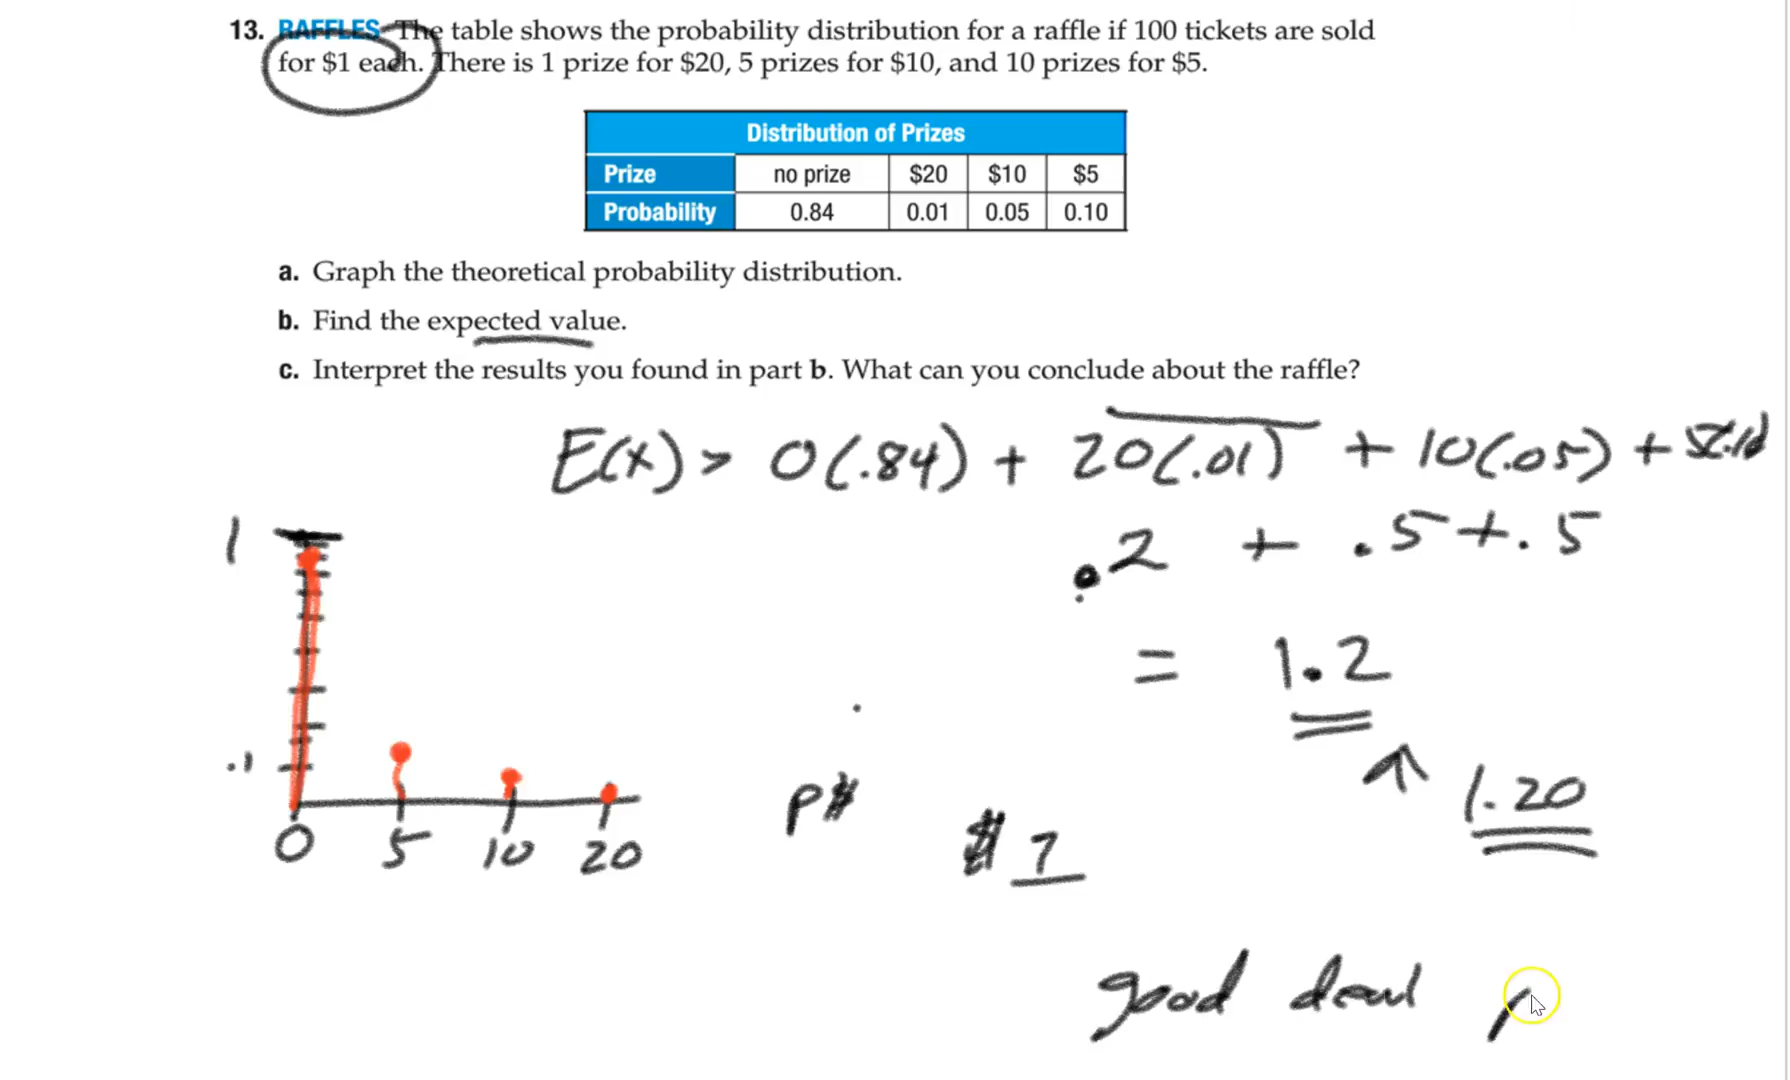 13. RAFFLES The table shows the probability distribution for a raffle if 100 tickets are sold
for $1 each. There is 1 prize for $20, 5 prizes for $10, and 10 prizes for $5.
Distribution of Prizes
Prize no prize $20 $10 $5
Probability 0.84 0.01 0.05 0.10
a. Graph the theoretical probability distribution.
b. Find the expected value.
c. Interpret the results you found in part b. What can you conclude about the raffle?
E(x) > 0(.84) + 20(.01) + 10(.05) +
.2 + .5 + .5
= 1.2
1.20
1
.1
0 5 10 20
good deal